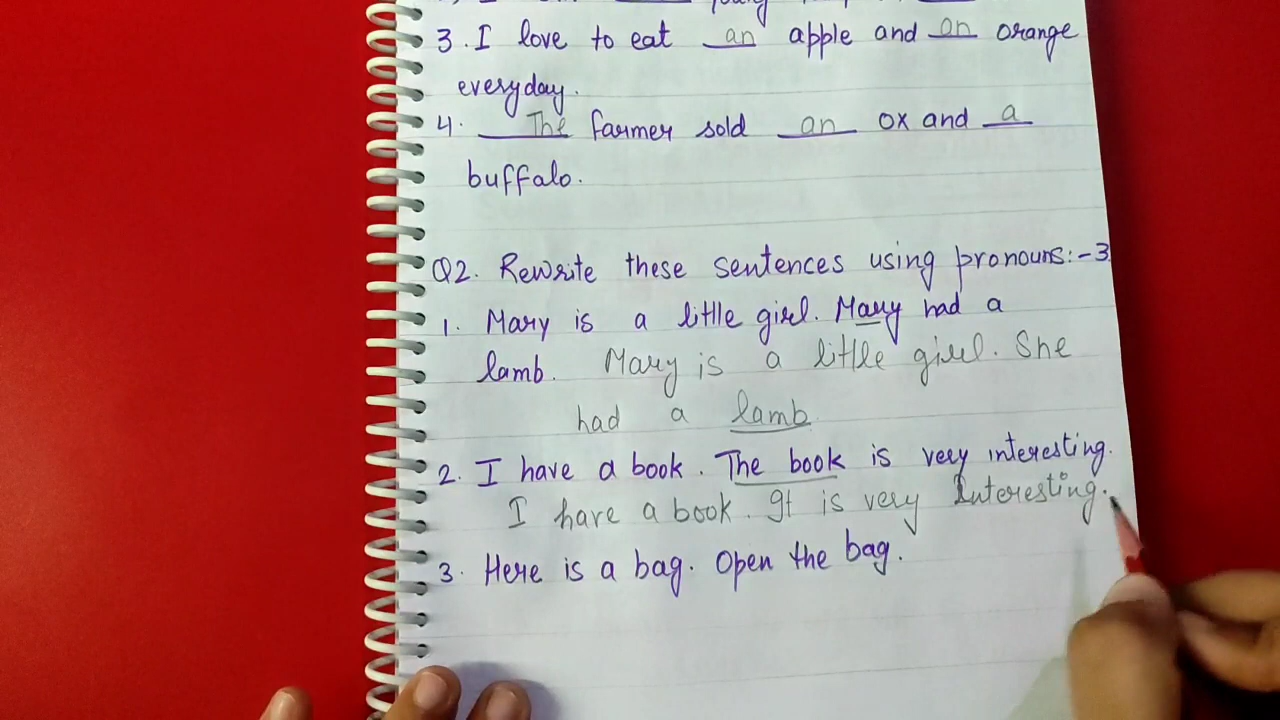 young
3. I love to eat an apple and an orange
everyday.
4. The farmer sold an ox and a
buffalo.
Q2. Rewrite these sentences using pronouns:-3
1. Mary is a little girl. Mary had a
lamb. Mary is a little girl. She
had a lamb
2. I have a book. The book is very interesting.
I have a book. It is very Interesting.
3. Here is a bag. Open the bag.